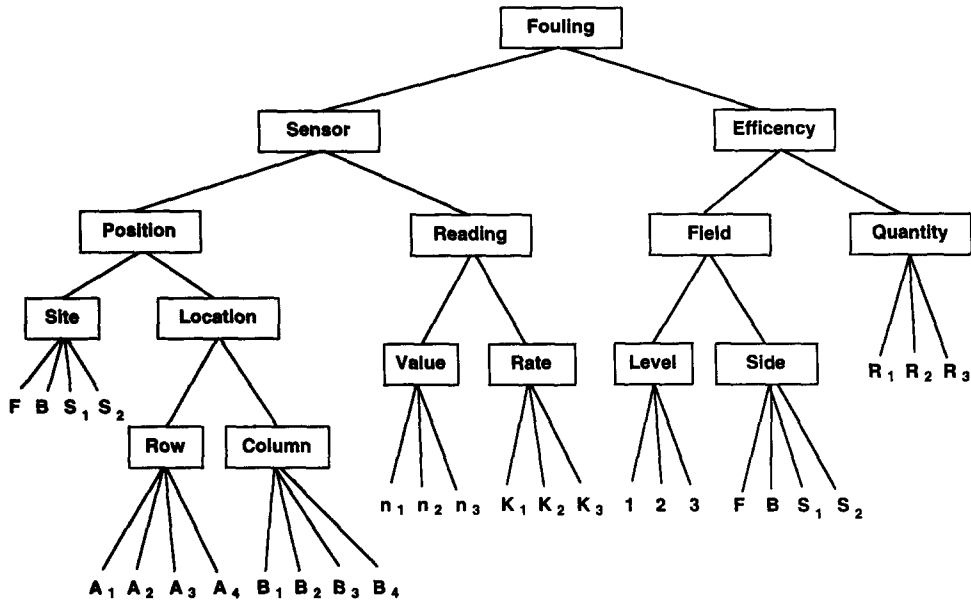 Fouling
Sensor
Efficency
Position
Reading
Field
Quantity
Site
Location
Value
Rate
Level
Side
R₁ R₂ R₃
F B S₁ S₂
Row
Column
n₁ n₂ n₃
K₁ K₂ K₃
1 2 3
F B S₁ S₂
A₁ A₂ A₃ A₄
B₁ B₂ B₃ B₄